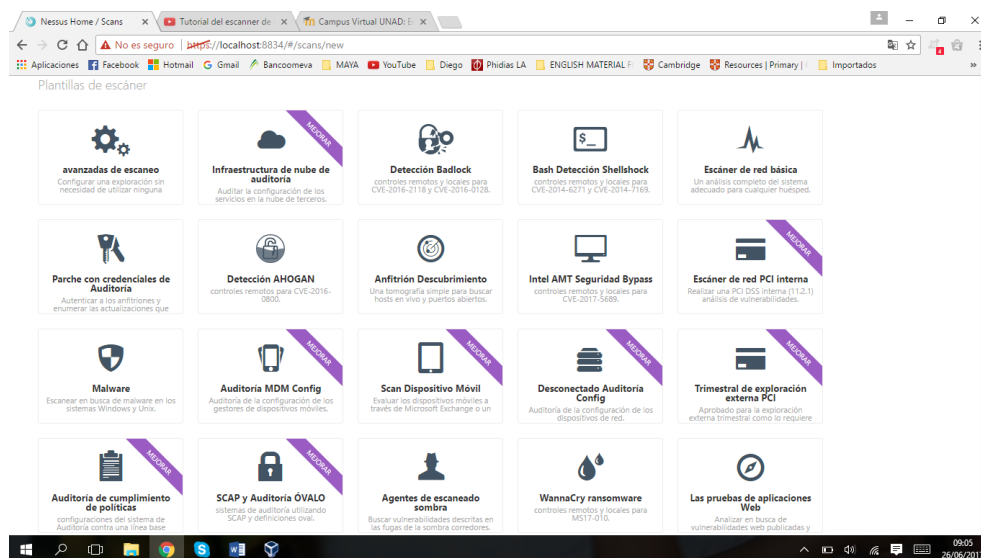 Nessus Home / Scans
Tutorial del escanner de
Campus Virtual UNAD: E
No es seguro | https://localhost:8834/#/scans/new
Aplicaciones Facebook Hotmail Gmail Bancoomeva MAYA YouTube Diego Phidias LA ENGLISH MATERIAL F Cambridge Resources | Primary | Importados
Plantillas de escáner
avanzadas de escaneo
Configurar una exploración sin
necesidad de utilizar ninguna
MEJORAR
Infraestructura de nube de
auditoría
Auditar la configuración de los
servicios en la nube de terceros.
Detección Badlock
controles remotos y locales para
CVE-2016-2118 y CVE-2016-0128.
$_
Bash Detección Shellshock
controles remotos y locales para
CVE-2014-6271 y CVE-2014-7169.
Escáner de red básica
Un análisis completo del sistema
adecuado para cualquier huésped.
Parche con credenciales de
Auditoría
Autenticar a los anfitriones y
enumerar las actualizaciones que
Detección AHOGAN
controles remotos para CVE-2016-
0800.
Anfitrión Descubrimiento
Una tomografía simple para buscar
hosts en vivo y puertos abiertos.
Intel AMT Seguridad Bypass
controles remotos y locales para
CVE-2017-5689.
MEJORAR
Escáner de red PCI interna
Realizar una PCI DSS interna (11.2.1)
análisis de vulnerabilidades.
Malware
Escanear en busca de malware en los
sistemas Windows y Unix.
MEJORAR
Auditoría MDM Config
Auditoría de la configuración de los
gestores de dispositivos móviles.
MEJORAR
Scan Dispositivo Móvil
Evaluar los dispositivos móviles a
través de Microsoft Exchange o un
MEJORAR
Desconectado Auditoría
Config
Auditoría de la configuración de los
dispositivos de red.
MEJORAR
Trimestral de exploración
externa PCI
Aprobado para la exploración
externa trimestral como lo requiere
MEJORAR
Auditoría de cumplimiento
de políticas
configuraciones del sistema de
Auditoría contra una línea base
MEJORAR
SCAP y Auditoría ÓVALO
sistemas de auditoría utilizando
SCAP y definiciones oval.
Agentes de escaneado
sombra
Buscar vulnerabilidades descritas en
las fugas de la sombra corredores.
WannaCry ransomware
controles remotos y locales para
MS17-010.
Las pruebas de aplicaciones
Web
Analizar en busca de
vulnerabilidades web publicadas y
09:05
26/06/2017